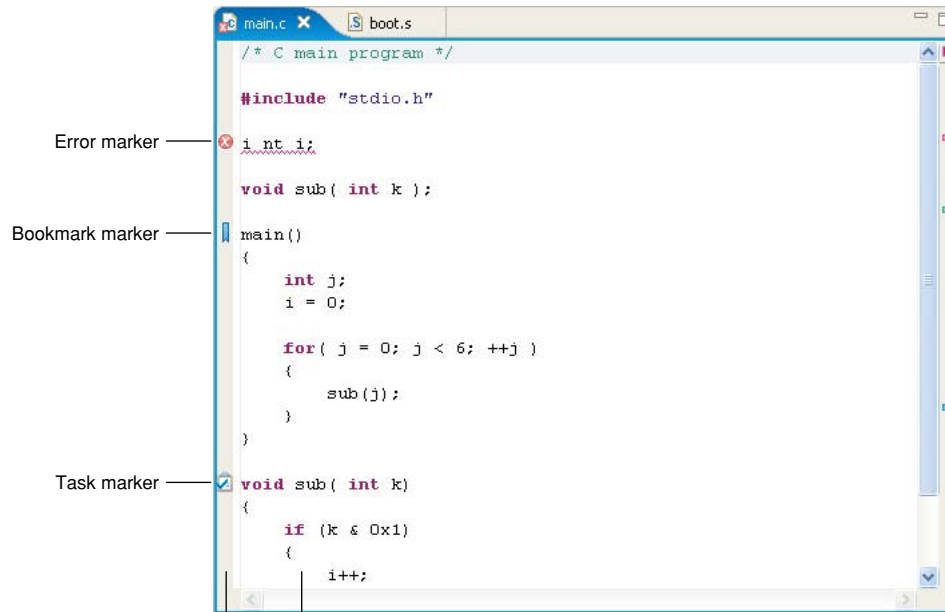 main.c boot.s
/* C main program */
#include "stdio.h"
Error marker i nt i;
void sub( int k );
Bookmark marker main()
{
int j;
i = 0;
for( j = 0; j < 6; ++j )
{
sub(j);
}
}
Task marker void sub( int k)
{
if (k & 0x1)
{
i++;